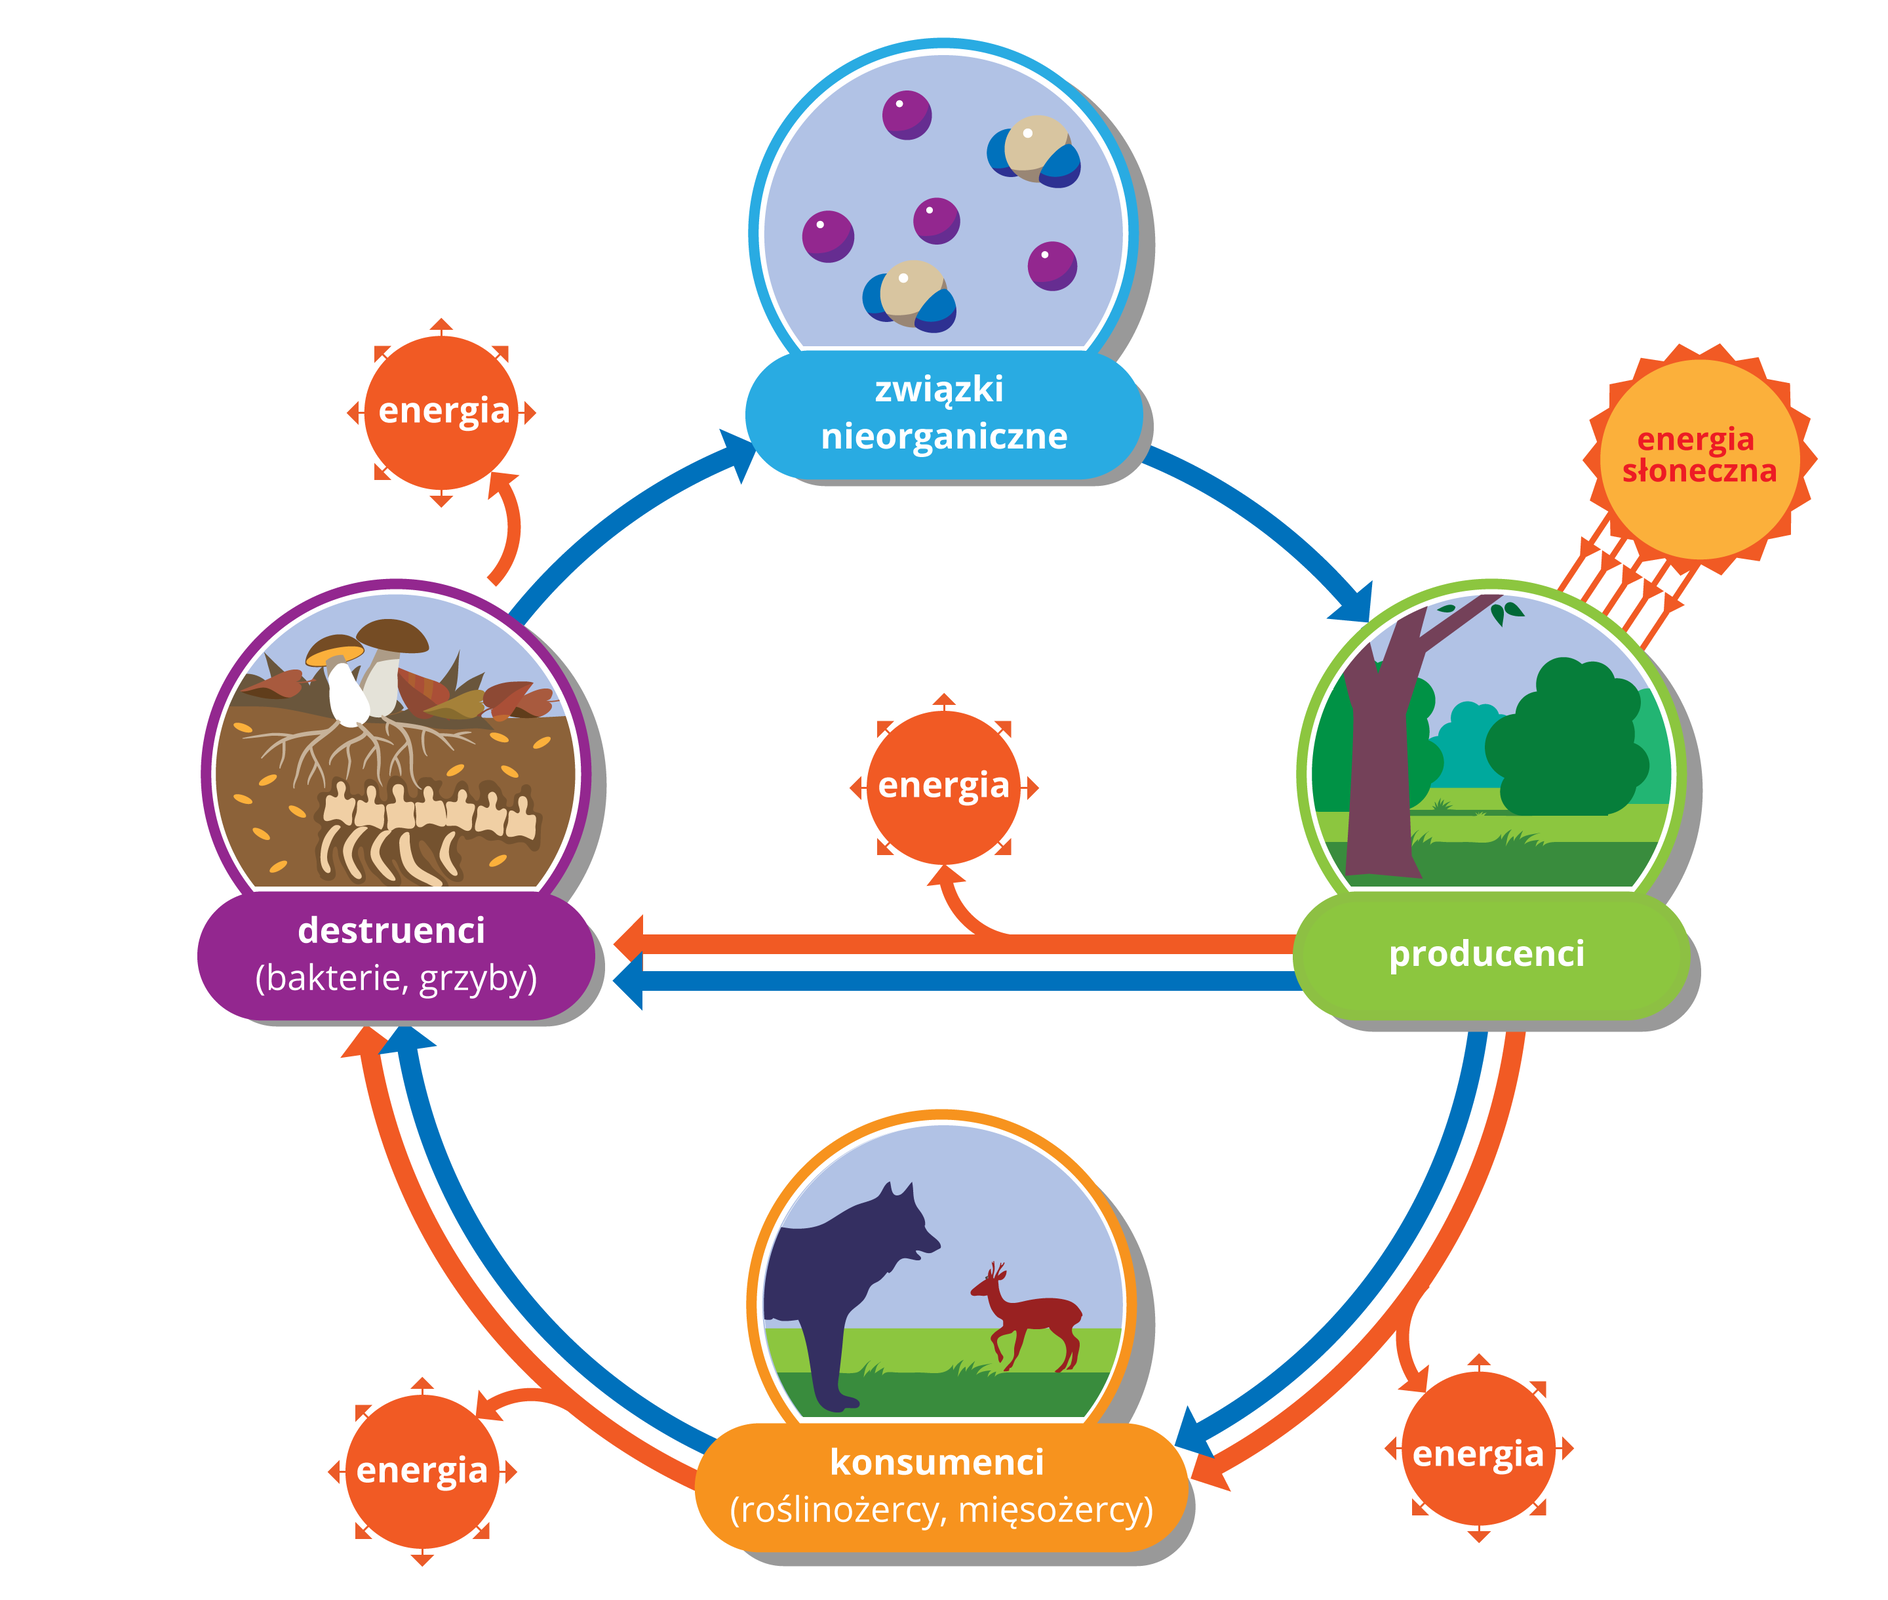 związki
nieorganiczne
energia
energia
słoneczna
energia
destruenci
(bakterie, grzyby)
producenci
konsumenci
(roślinożercy, mięsożercy)
energia
energia